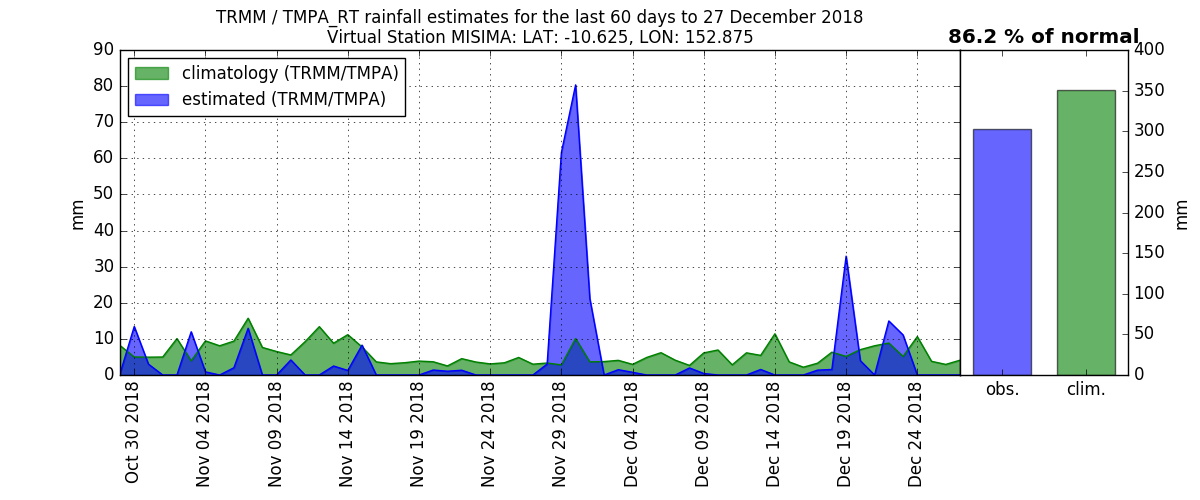 TRMM / TMPA_RT rainfall estimates for the last 60 days to 27 December 2018
Virtual Station MISIMA: LAT: -10.625, LON: 152.875
86.2 % of normal
climatology (TRMM/TMPA)
estimated (TRMM/TMPA)
90
80
70
60
50
40
30
20
10
0
mm
Oct 30 2018
Nov 04 2018
Nov 09 2018
Nov 14 2018
Nov 19 2018
Nov 24 2018
Nov 29 2018
Dec 04 2018
Dec 09 2018
Dec 14 2018
Dec 19 2018
Dec 24 2018
obs.
clim.
400
350
300
250
200
150
100
50
0
mm